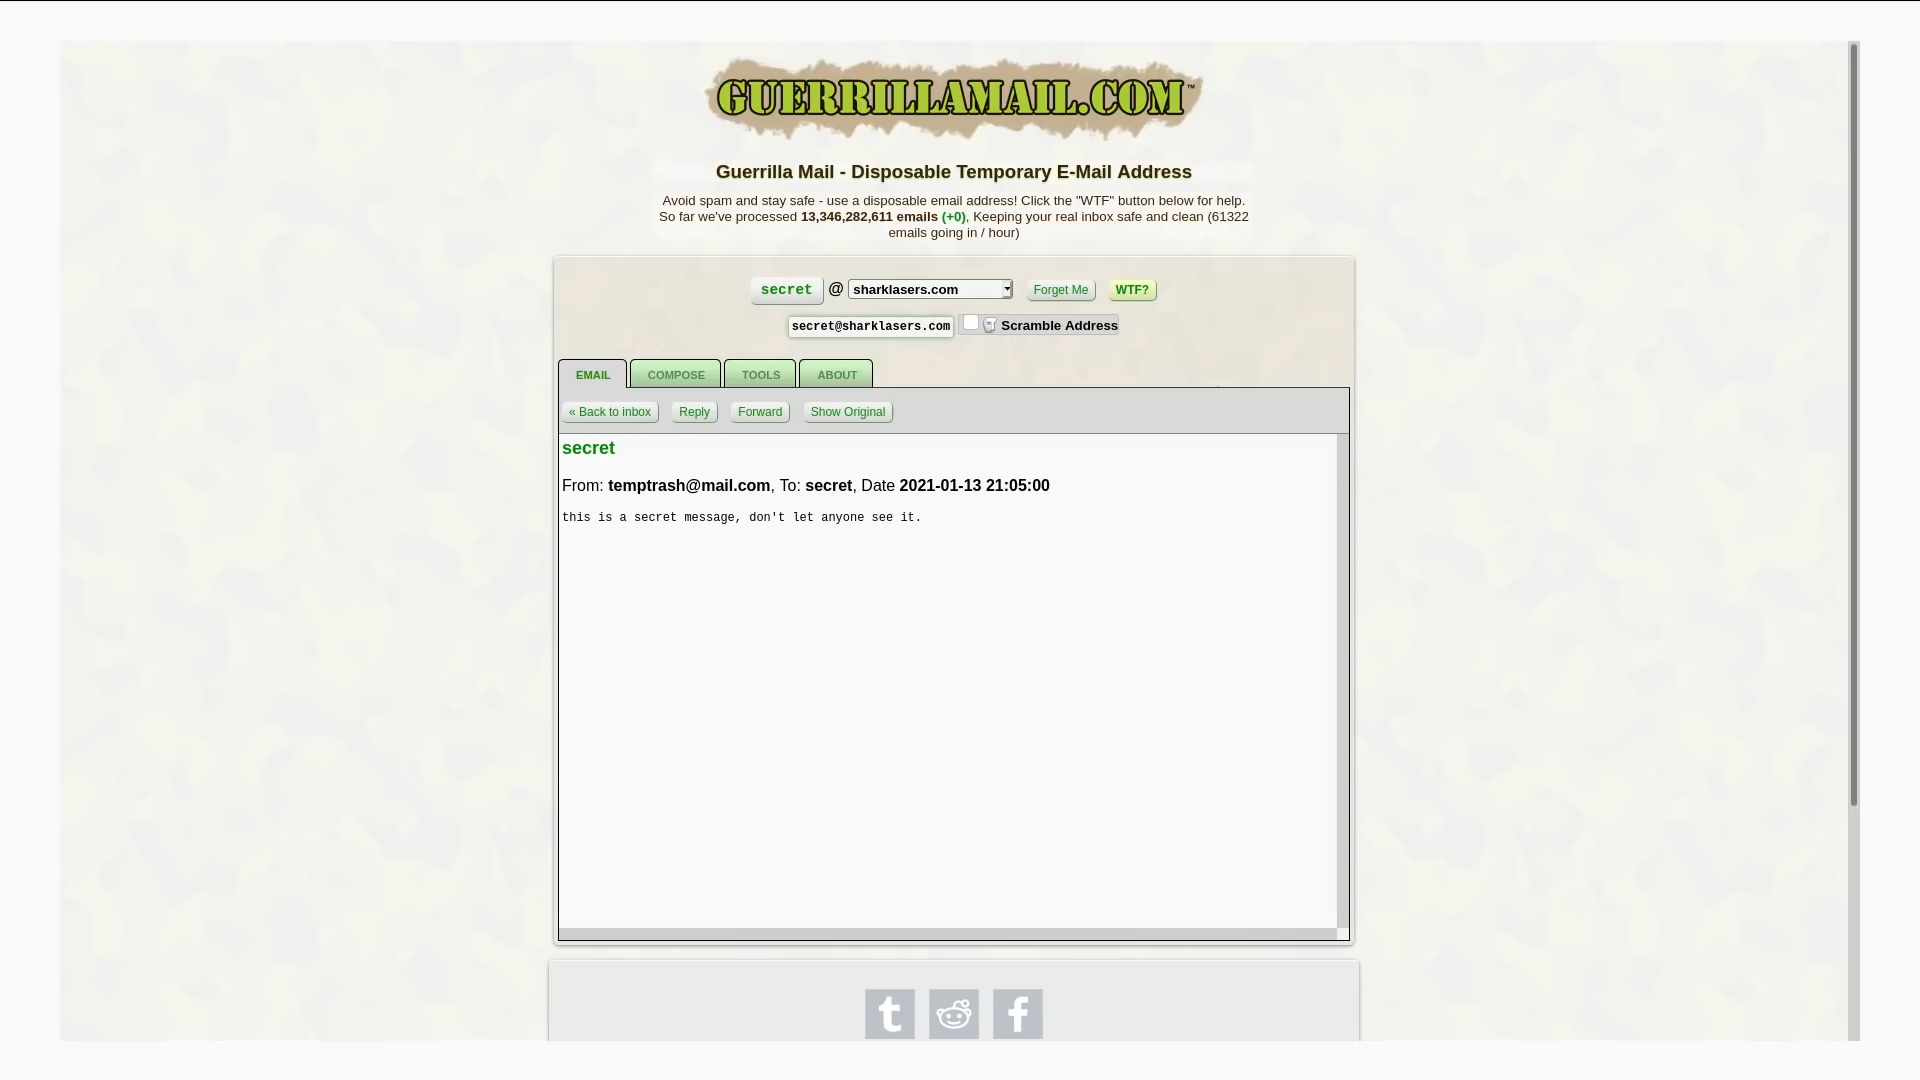 GUERRILLAMAIL.COM™
Guerrilla Mail - Disposable Temporary E-Mail Address
Avoid spam and stay safe - use a disposable email address! Click the "WTF" button below for help.
So far we've processed 13,346,282,611 emails (+0), Keeping your real inbox safe and clean (61322
emails going in / hour)
secret @ sharklasers.com Forget Me WTF?
secret@sharklasers.com Scramble Address
EMAIL COMPOSE TOOLS ABOUT
« Back to inbox Reply Forward Show Original
secret
From: temptrash@mail.com, To: secret, Date 2021-01-13 21:05:00
this is a secret message, don't let anyone see it.